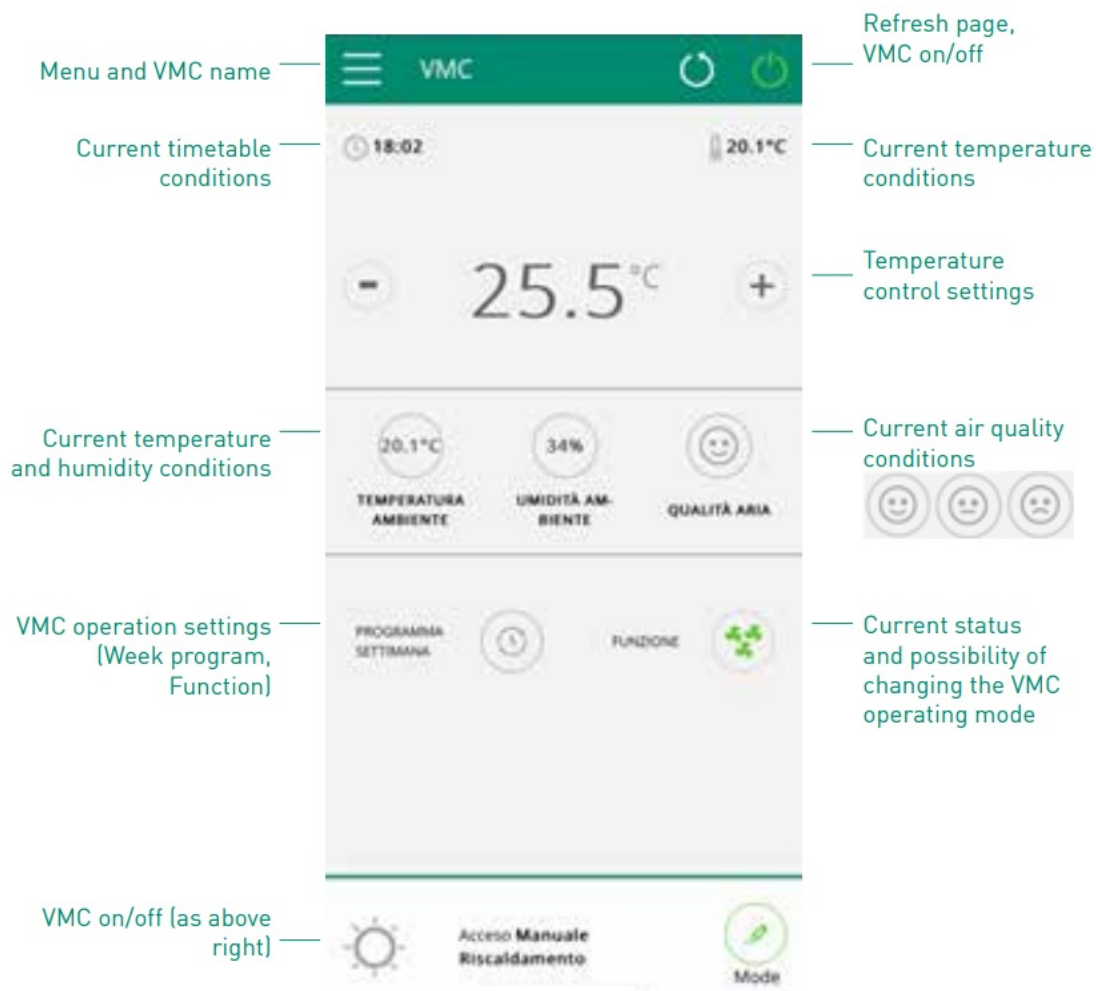 Refresh page,
VMC on/off
Menu and VMC name
VMC
Current timetable
conditions
18:02
20.1°C
Current temperature
conditions
- 25.5°C +
Temperature
control settings
Current temperature
and humidity conditions
20.1°C
34%
TEMPERATURA
AMBIENTE
UMIDITÀ AM-
BIENTE
QUALITÀ ARIA
Current air quality
conditions
VMC operation settings
(Week program,
Function)
PROGRAMMA
SETTIMANA
FUNZIONE
Current status
and possibility of
changing the VMC
operating mode
VMC on/off (as above
right)
Acceso Manuale
Riscaldamento
Mode